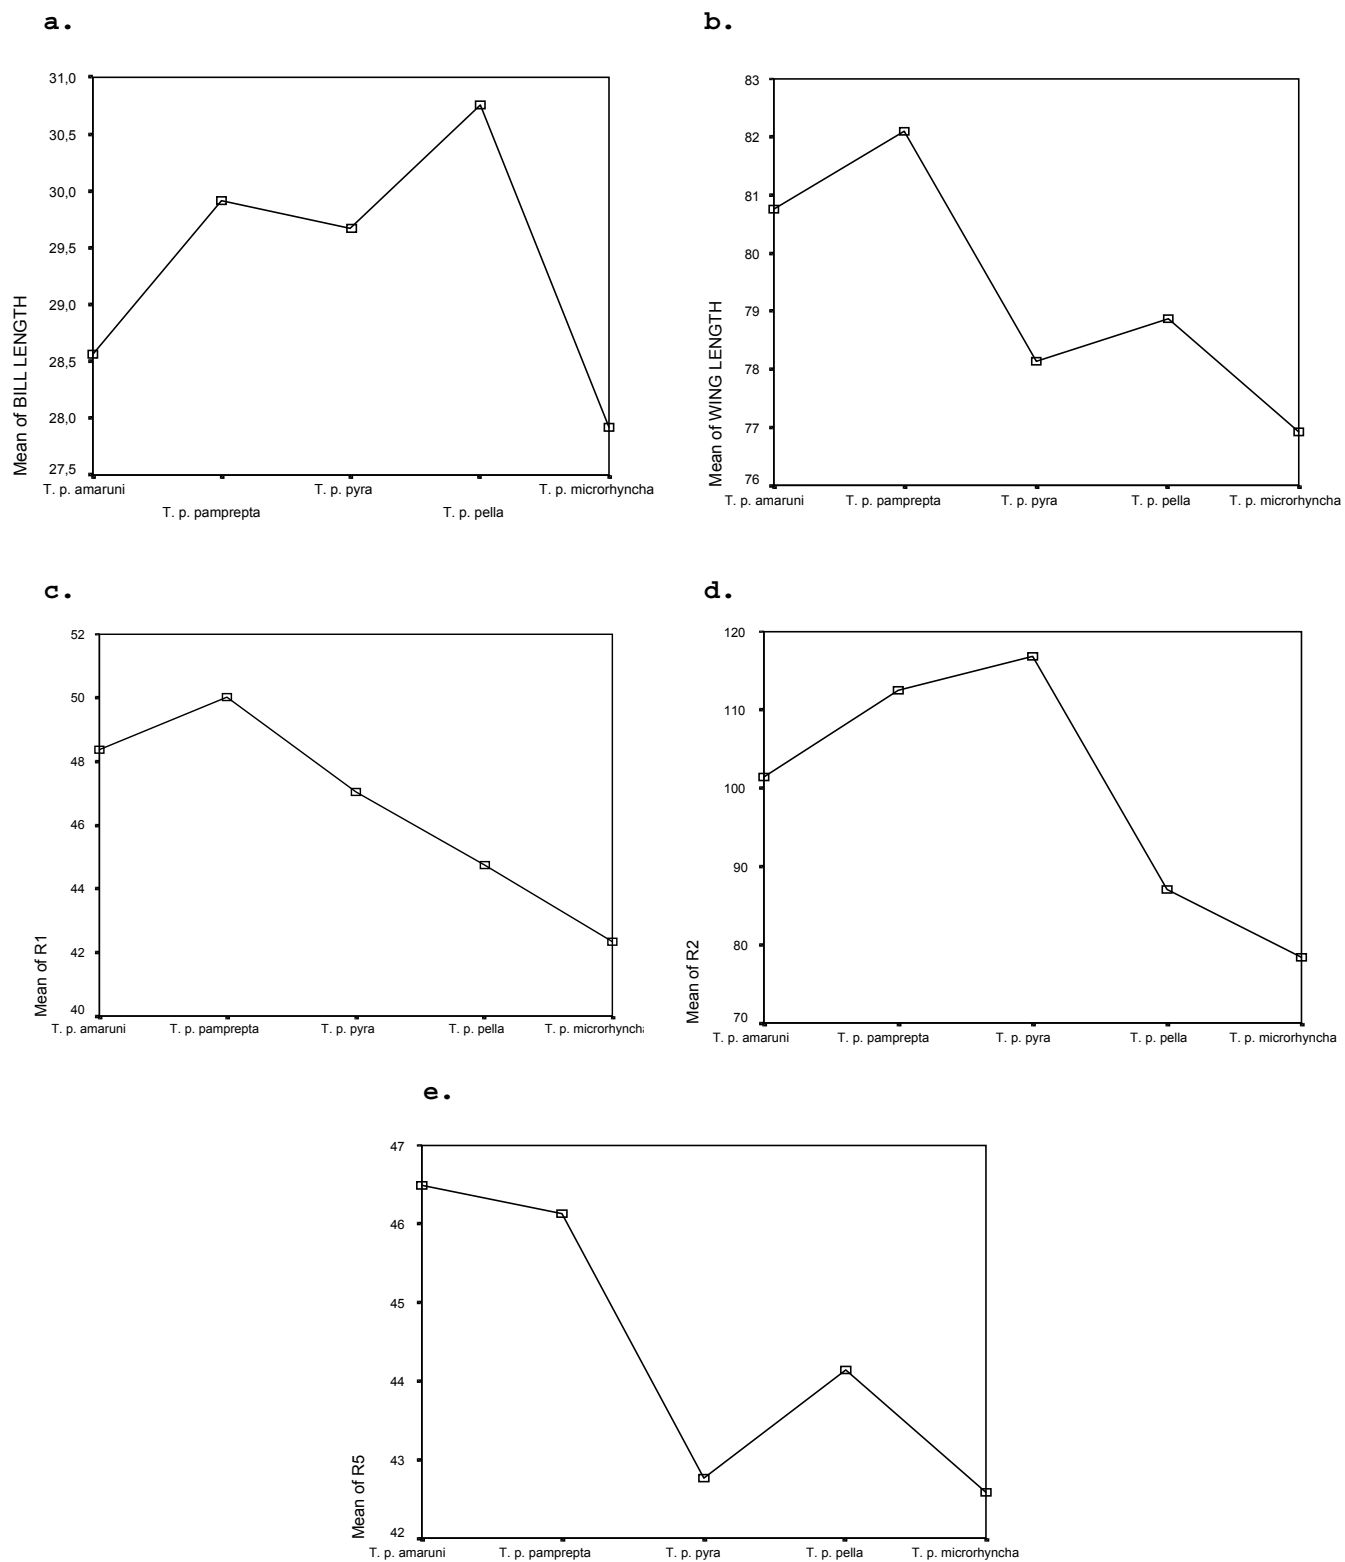 a.
31,0
30,5
30,0
29,5
29,0
28,5
28,0
27,5
Mean of BILL LENGTH
T. p. amaruni
T. p. pamprepta
T. p. pyra
T. p. pella
T. p. microrhyncha
b.
83
82
81
80
79
78
77
76
Mean of WING LENGTH
T. p. amaruni
T. p. pamprepta
T. p. pyra
T. p. pella
T. p. microrhyncha
c.
52
50
48
46
44
42
40
Mean of R1
T. p. amaruni
T. p. pamprepta
T. p. pyra
T. p. pella
T. p. microrhynch
d.
120
110
100
90
80
70
Mean of R2
T. p. amaruni
T. p. pamprepta
T. p. pyra
T. p. pella
T. p. microrhyncha
e.
47
46
45
44
43
42
Mean of R5
T. p. amaruni
T. p. pamprepta
T. p. pyra
T. p. pella
T. p. microrhyncha